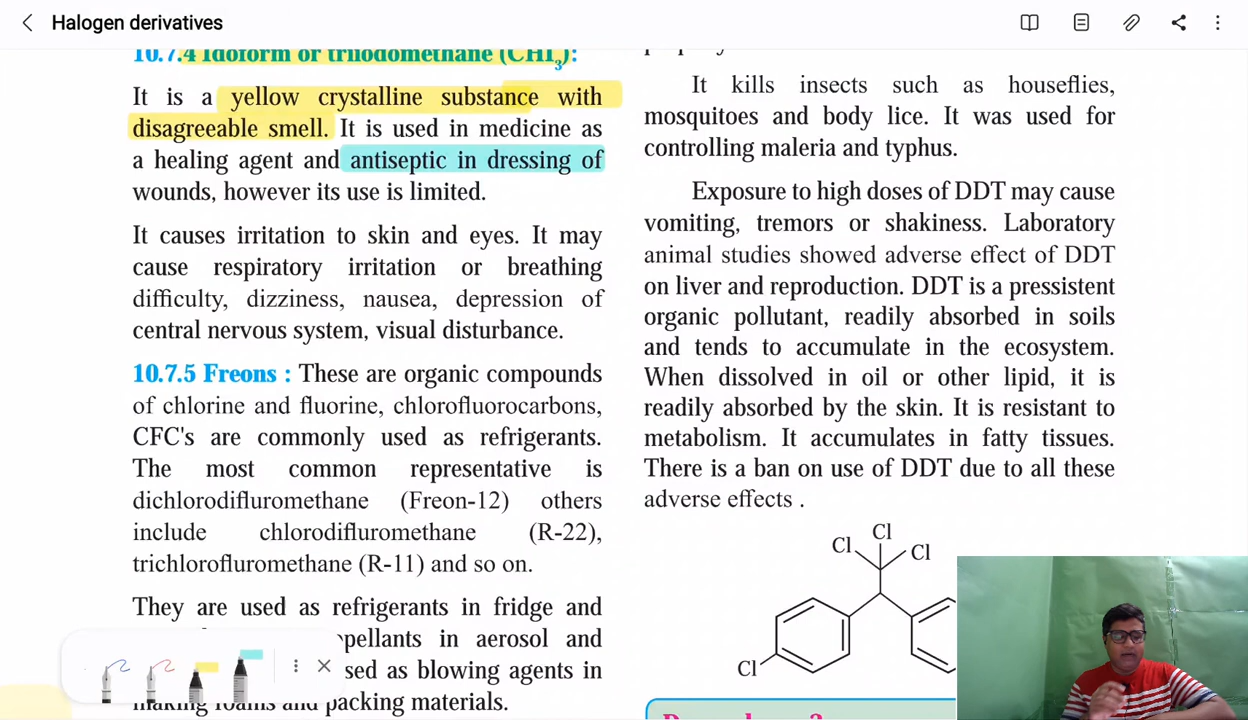 Halogen derivatives
10.7.4 Idoform or triiodomethane (CHI₃):
It is a yellow crystalline substance with
disagreeable smell. It is used in medicine as
a healing agent and antiseptic in dressing of
wounds, however its use is limited.
It causes irritation to skin and eyes. It may
cause respiratory irritation or breathing
difficulty, dizziness, nausea, depression of
central nervous system, visual disturbance.
10.7.5 Freons : These are organic compounds
of chlorine and fluorine, chlorofluorocarbons,
CFC's are commonly used as refrigerants.
The most common representative is
dichlorodifluromethane (Freon-12) others
include chlorodifluromethane (R-22),
trichlorofluromethane (R-11) and so on.
They are used as refrigerants in fridge and
opellants in aerosol and
sed as blowing agents in
making foams and packing materials.
It kills insects such as houseflies,
mosquitoes and body lice. It was used for
controlling maleria and typhus.
Exposure to high doses of DDT may cause
vomiting, tremors or shakiness. Laboratory
animal studies showed adverse effect of DDT
on liver and reproduction. DDT is a pressistent
organic pollutant, readily absorbed in soils
and tends to accumulate in the ecosystem.
When dissolved in oil or other lipid, it is
readily absorbed by the skin. It is resistant to
metabolism. It accumulates in fatty tissues.
There is a ban on use of DDT due to all these
adverse effects .
Cl
Cl Cl
Cl